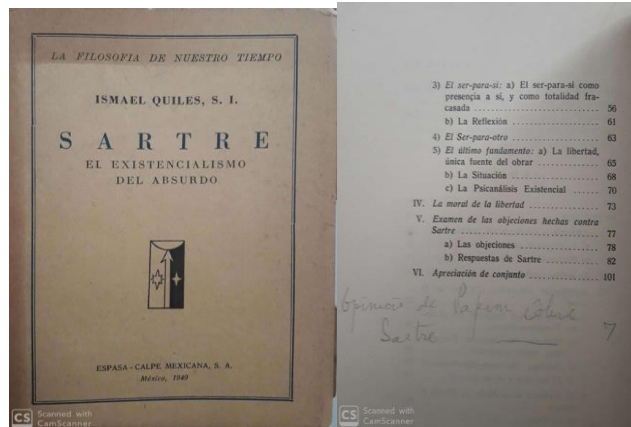 LA FILOSOFIA DE NUESTRO TIEMPO
ISMAEL QUILES, S. I.
SARTRE
EL EXISTENCIALISMO
DEL ABSURDO
ESPASA - CALPE MEXICANA, S. A.
México, 1949
CS Scanned with
CamScanner
3) El ser-para-si: a) El ser-para-si como
presencia a sí, y como totalidad fra-
casada 56
b) La Reflexión 61
4) El Ser-para-otro 63
5) El último fundamento: a) La libertad,
única fuente del obrar 65
b) La Situación 68
c) La Psicanálisis Existencial 70
IV. La moral de la libertad 73
V. Examen de las objeciones hechas contra
Sartre 77
a) Las objeciones 78
b) Respuestas de Sartre 82
VI. Apreciación de conjunto 101
de
Sartre 7
CS Scanned with
CamScanner